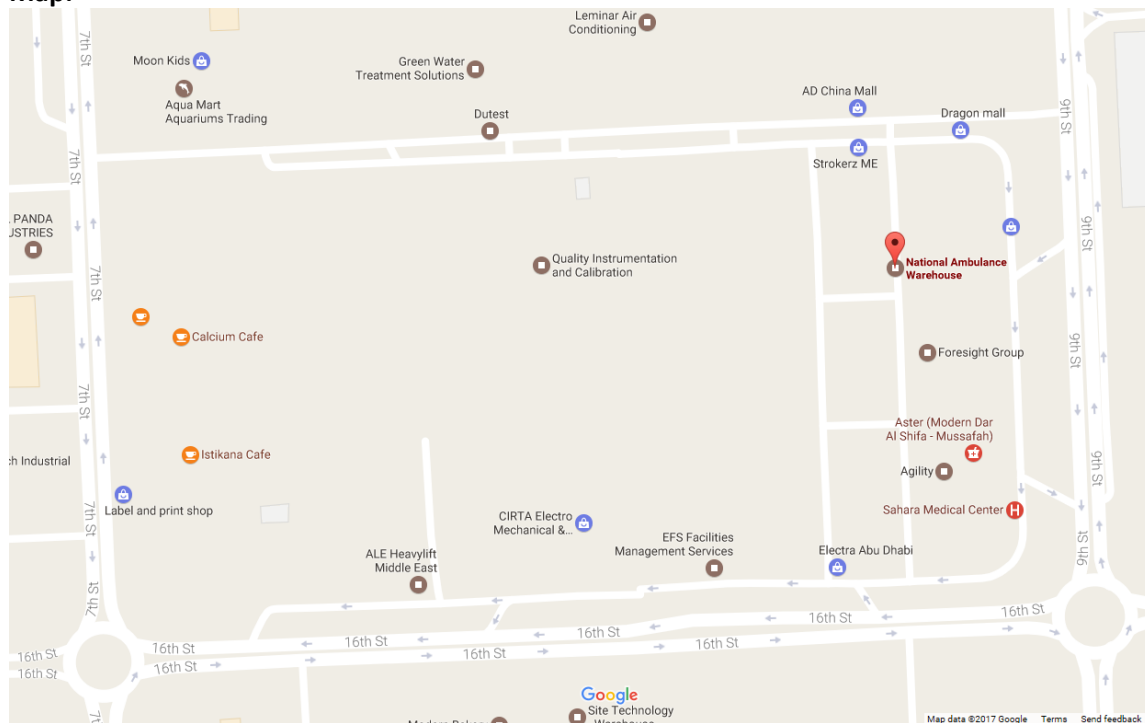 Map:
Leminar Air
Conditioning
7th St
Moon Kids
Green Water
Treatment Solutions
Aqua Mart
Aquariums Trading
AD China Mall
9th St
Dutest
Dragon mall
7th St
Strokerz ME
PANDA
USTRIES
9th St
Quality Instrumentation
and Calibration
National Ambulance
Warehouse
7th St
Calcium Cafe
9th St
Foresight Group
Aster (Modern Dar
Al Shifa - Mussafah)
Istikana Cafe
ch Industrial
Agility
9th St
7th St
Label and print shop
Sahara Medical Center
CIRTA Electro
Mechanical &...
EFS Facilities
Management Services
9th St
ALE Heavylift
Middle East
Electra Abu Dhabi
7th St
16th St
16th St
16th St
16th St
16th St
16th St
16th St
16th St
16th St
16th St
Google
Site Technology
Warehouse
Modern Bakery
7th
Map data ©2017 Google Terms Send feedback